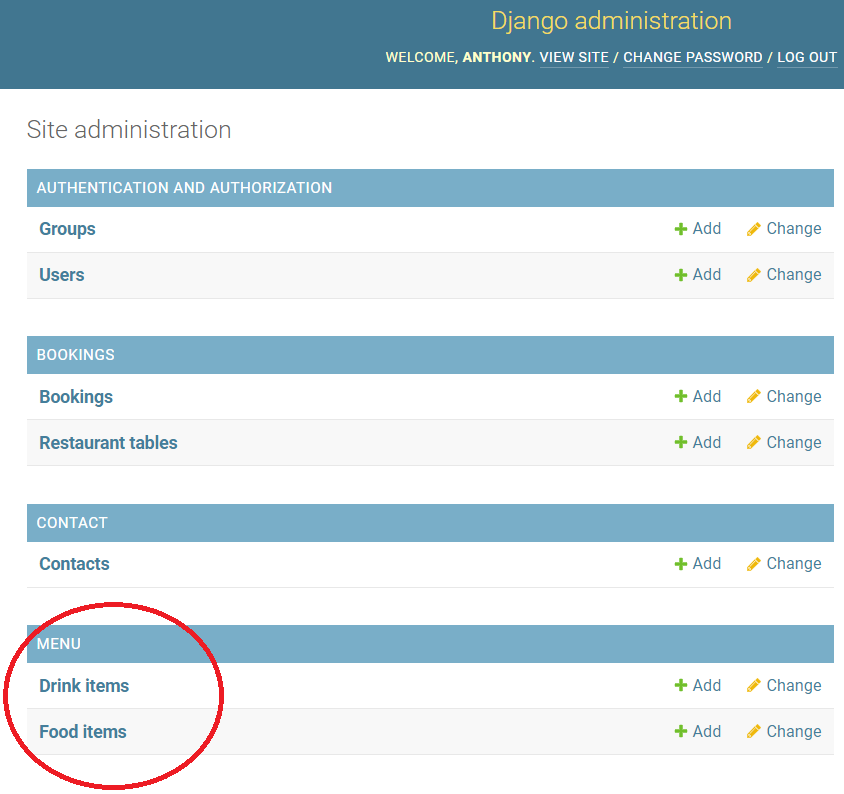 Django administration
WELCOME, ANTHONY. VIEW SITE / CHANGE PASSWORD / LOG OUT
Site administration
AUTHENTICATION AND AUTHORIZATION
Groups Add Change
Users Add Change
BOOKINGS
Bookings Add Change
Restaurant tables Add Change
CONTACT
Contacts Add Change
MENU
Drink items Add Change
Food items Add Change